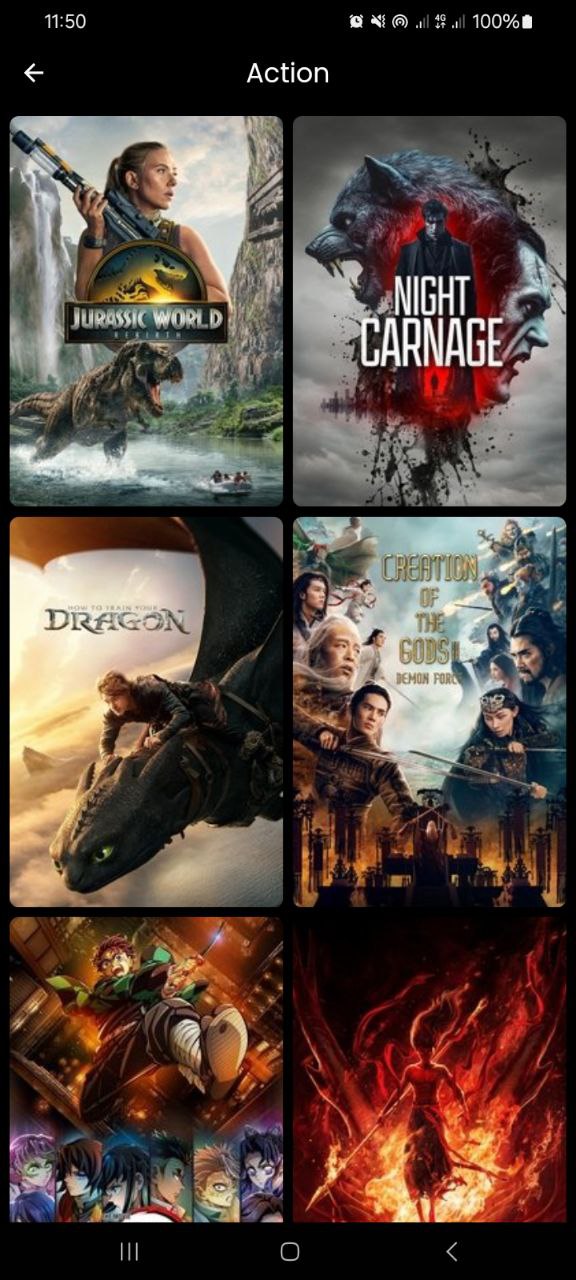 11:50
4G
100%
Action
JURASSIC WORLD
REBIRTH
NIGHT
CARNAGE
HOW TO TRAIN YOUR
DRAGON
CREATION
OF
THE
GODS II
DEMON FORCE